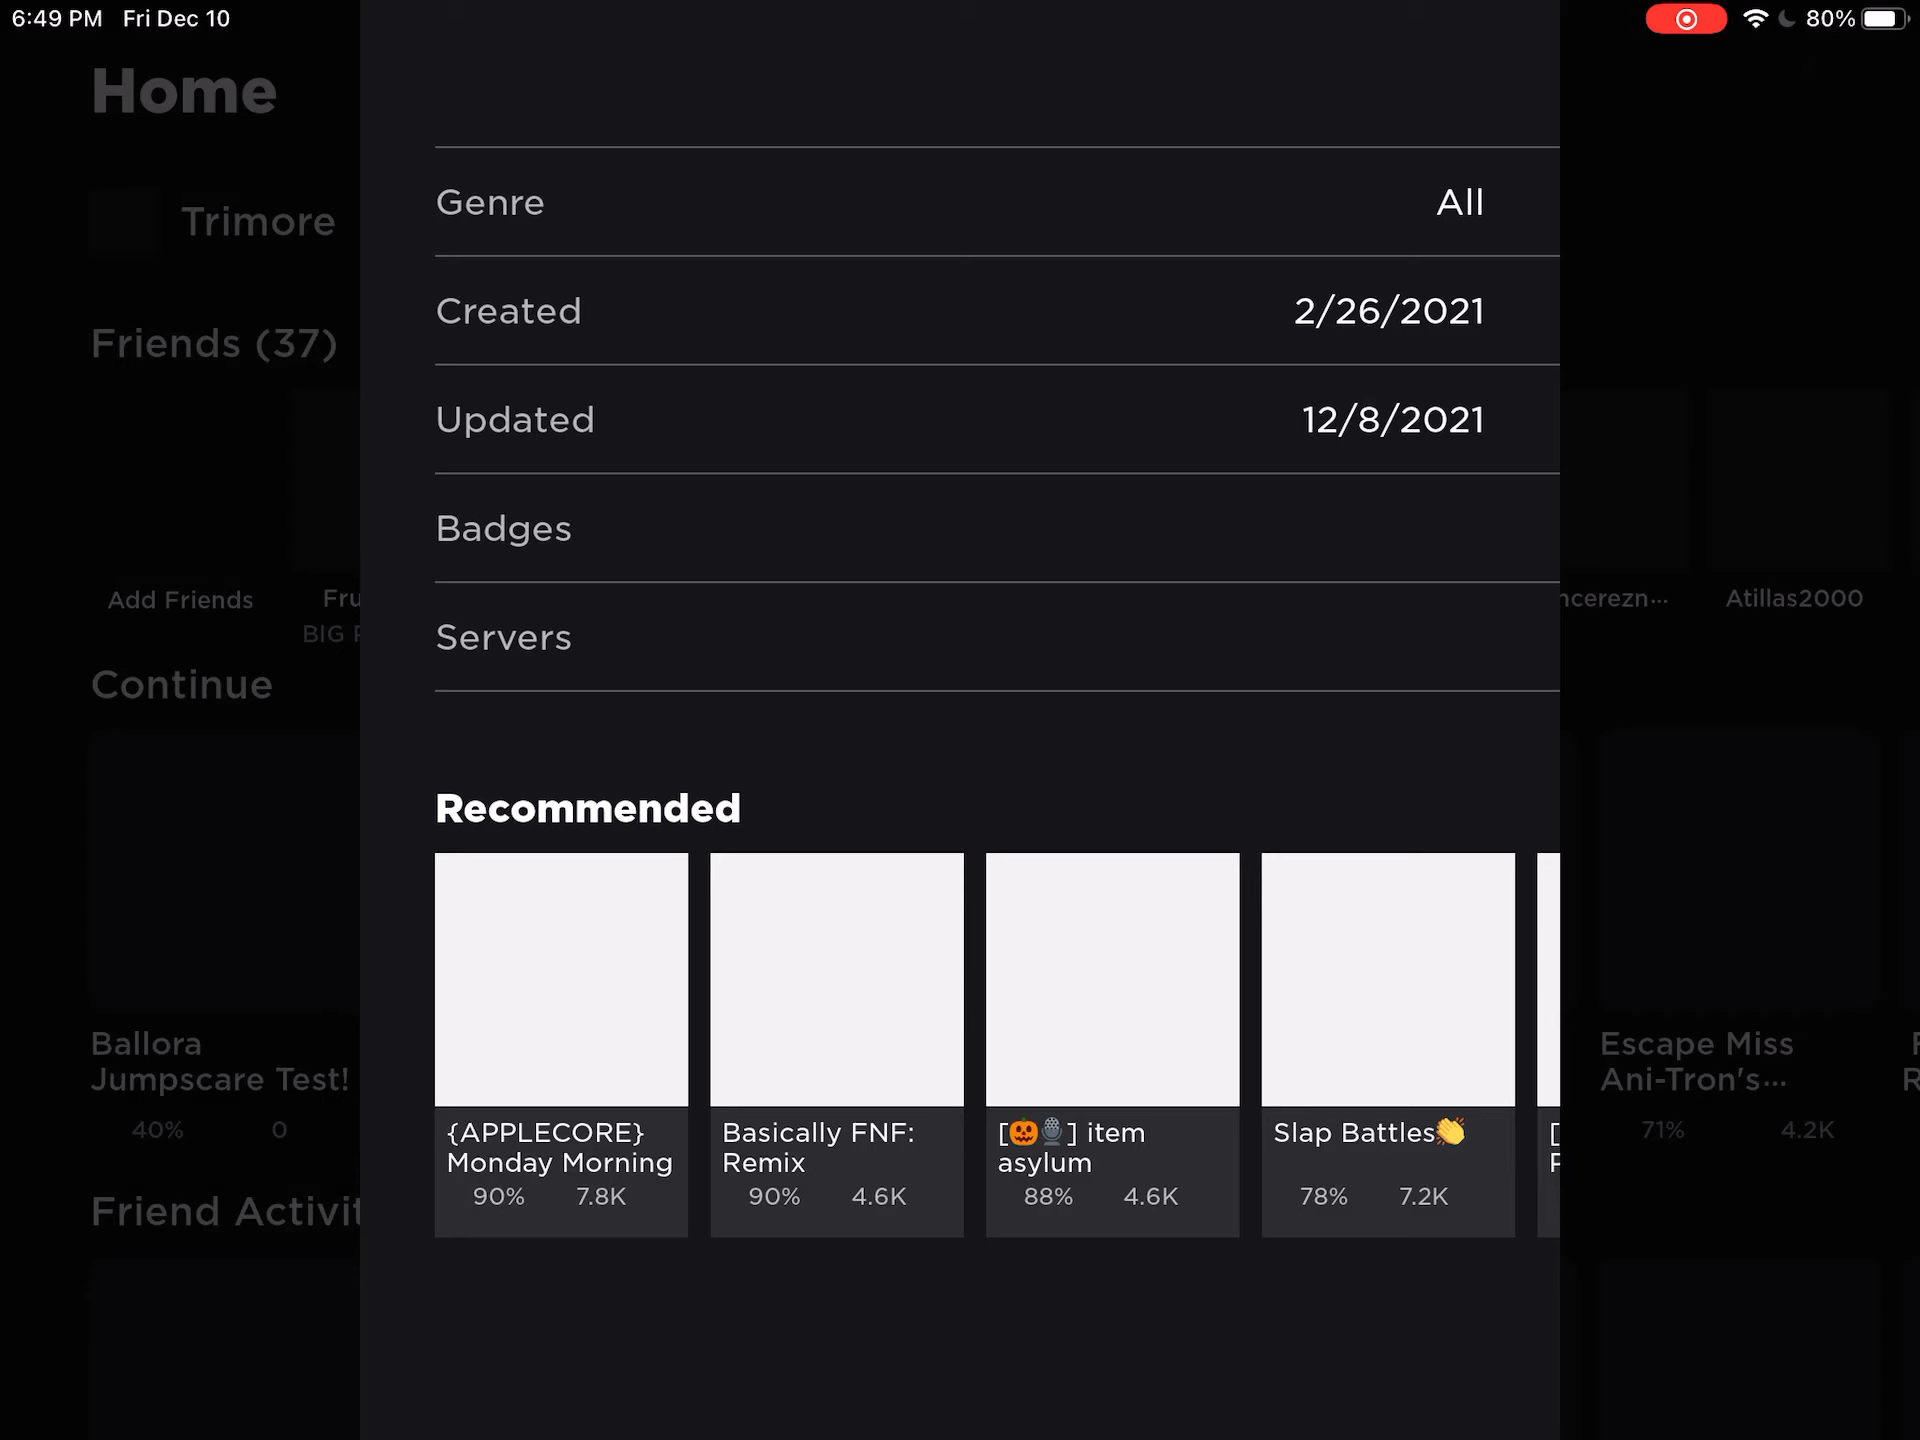 6:49 PM Fri Dec 10
80%
Home
Trimore
Friends (37)
Add Friends
Atillas2000
Continue
Ballora
Jumpscare Test!
40% 0
Escape Miss
Ani-Tron's...
71% 4.2K
Genre All
Created 2/26/2021
Updated 12/8/2021
Badges
Servers
Recommended
{APPLECORE}
Monday Morning
90% 7.8K
Basically FNF:
Remix
90% 4.6K
[🎃🎙️] item
asylum
88% 4.6K
Slap Battles👏
78% 7.2K